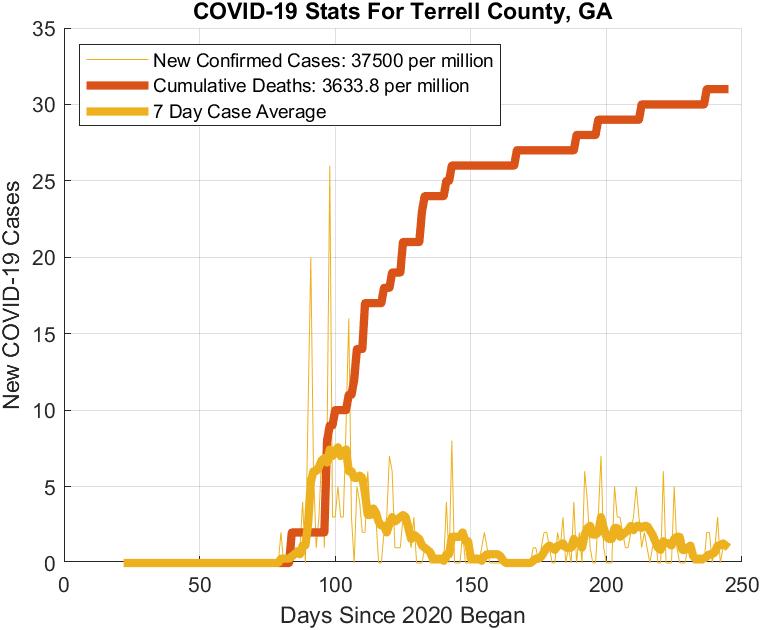 COVID-19 Stats For Terrell County, GA
35
New Confirmed Cases: 37500 per million
Cumulative Deaths: 3633.8 per million
7 Day Case Average
30
25
20
15
10
5
0
New COVID-19 Cases
0 50 100 150 200 250
Days Since 2020 Began